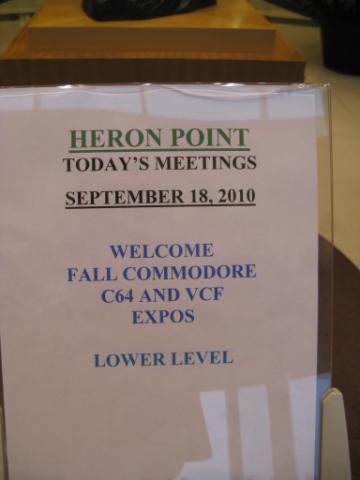 HERON POINT
TODAY'S MEETINGS
SEPTEMBER 18, 2010
WELCOME
FALL COMMODORE
C64 AND VCF
EXPOS
LOWER LEVEL